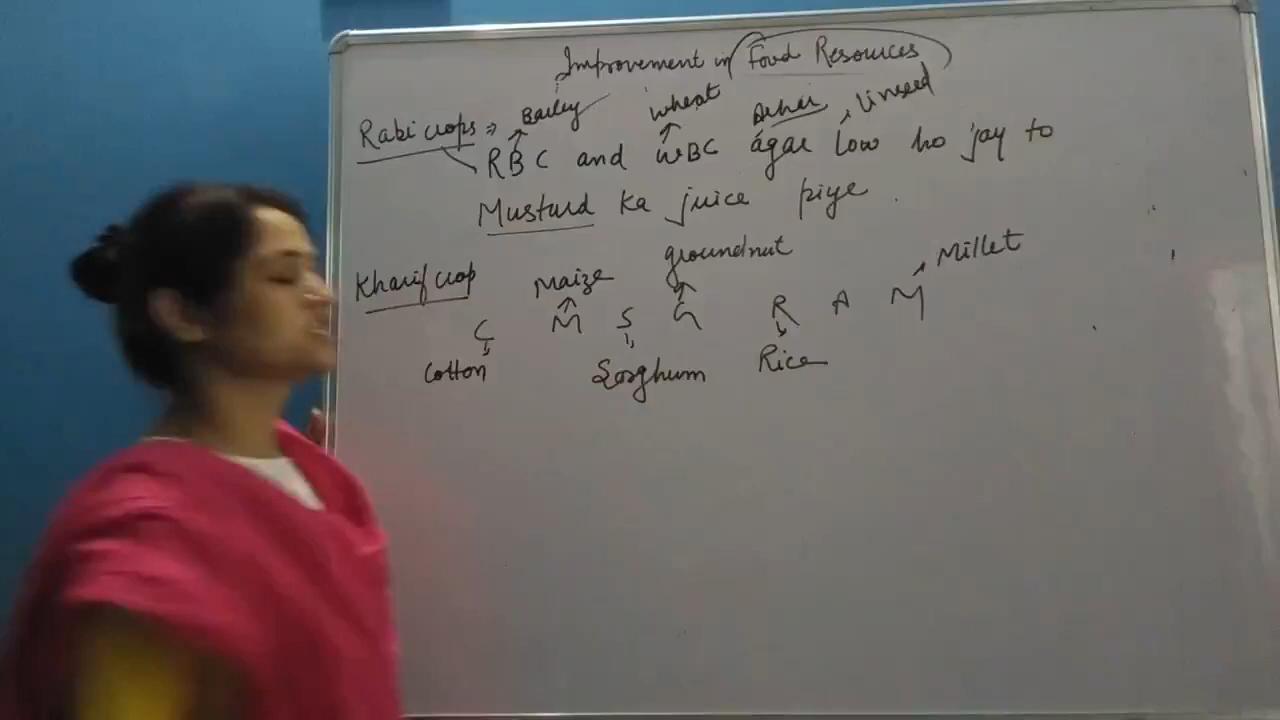 Improvement in Food Resources
Barley wheat Arhar linseed
Rabi crops ⇒ RBC and WBC agar low ho jay to
Mustard ka juice piye
groundnut
Kharif crop Maize Millet
C M S G R A M
Cotton Sorghum Rice